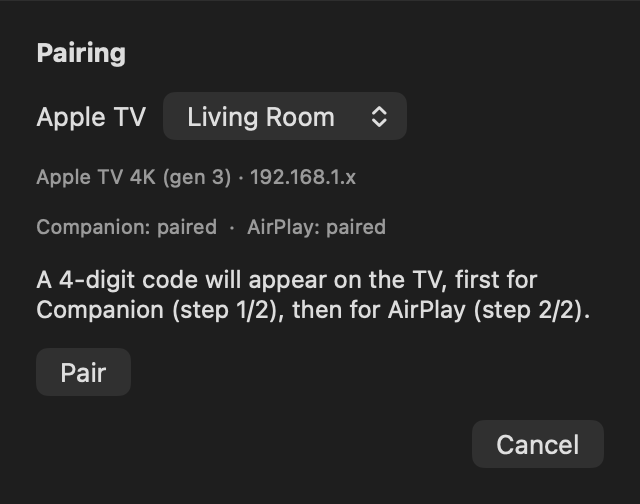 Pairing
Apple TV Living Room
Apple TV 4K (gen 3) · 192.168.1.x
Companion: paired · AirPlay: paired
A 4-digit code will appear on the TV, first for
Companion (step 1/2), then for AirPlay (step 2/2).
Pair
Cancel